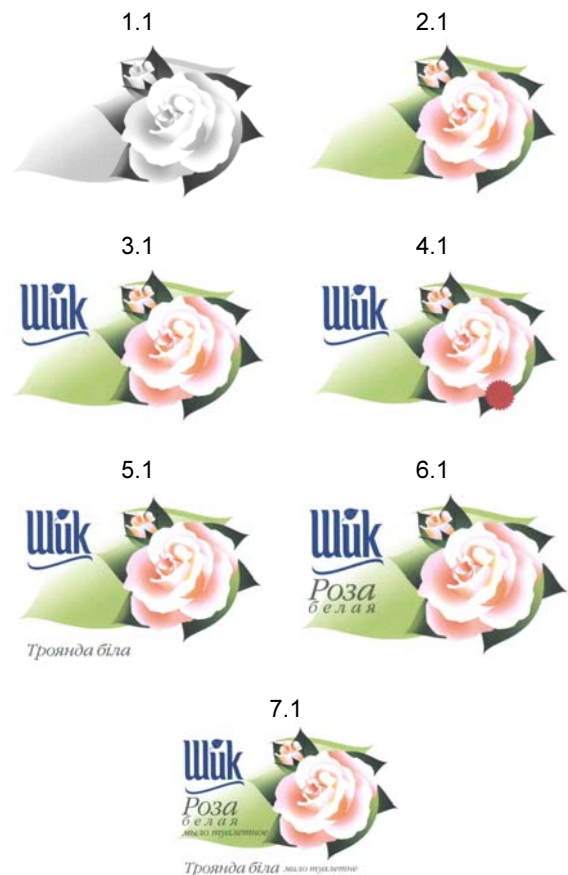 1.1
2.1
3.1
4.1
Шик
Шик
5.1
6.1
Шик
Троянда біла
Шик
Роза
белая
7.1
Шик
Роза
белая
мыло туалетное
Троянда біла мило туалетне